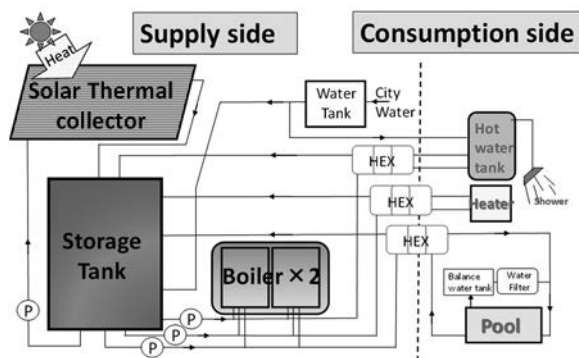 Supply side
Consumption side
Heat
Solar Thermal
collector
Water
Tank
City
Water
Hot
water
tank
HEX
Shower
HEX
Heater
HEX
Storage
Tank
Boiler × 2
Balance
water tank
Water
Filter
Pool
P
P
P
P